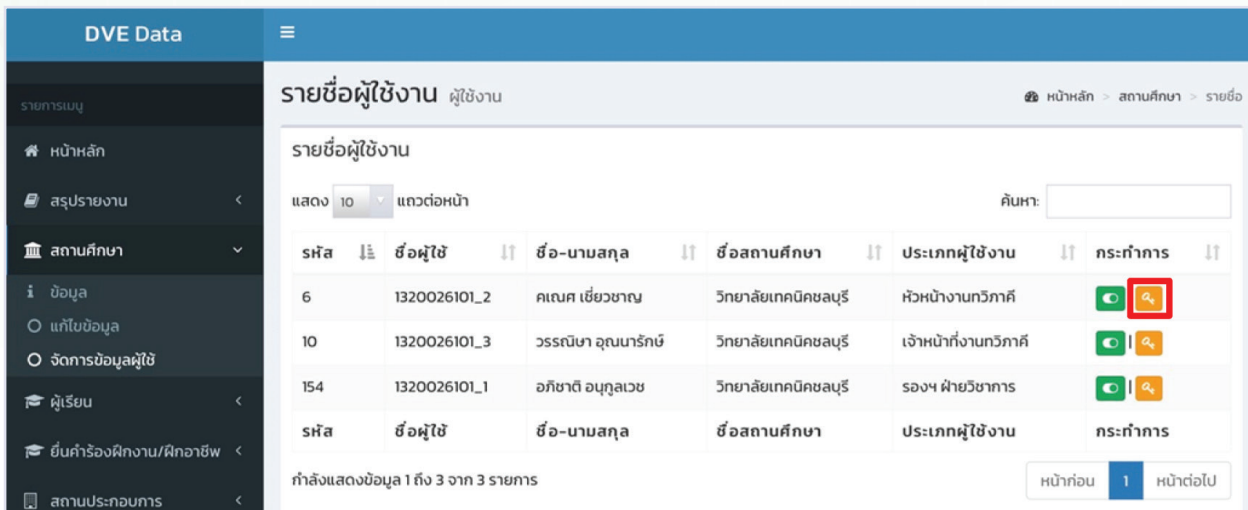 DVE Data
รายการเมนู
หน้าหลัก
สรุปรายงาน
สถานศึกษา
ข้อมูล
แก้ไขข้อมูล
จัดการข้อมูลผู้ใช้
ผู้เรียน
ยื่นคำร้องฝึกงาน/ฝึกอาชีพ
สถานประกอบการ
รายชื่อผู้ใช้งาน ผู้ใช้งาน
หน้าหลัก > สถานศึกษา > รายชื่อ
รายชื่อผู้ใช้งาน
แสดง 10 แถวต่อหน้า ค้นหา:
รหัส ชื่อผู้ใช้ ชื่อ-นามสกุล ชื่อสถานศึกษา ประเภทผู้ใช้งาน กระทำการ
6 1320026101_2 คเณศ เชี่ยวชาญ วิทยาลัยเทคนิคชลบุรี หัวหน้างานทวิภาคี
10 1320026101_3 วรรณิษา อุณนารักษ์ วิทยาลัยเทคนิคชลบุรี เจ้าหน้าที่งานทวิภาคี |
154 1320026101_1 อภิชาติ อนุกูลเวช วิทยาลัยเทคนิคชลบุรี รองฯ ฝ่ายวิชาการ |
รหัส ชื่อผู้ใช้ ชื่อ-นามสกุล ชื่อสถานศึกษา ประเภทผู้ใช้งาน กระทำการ
กำลังแสดงข้อมูล 1 ถึง 3 จาก 3 รายการ
หน้าก่อน 1 หน้าต่อไป